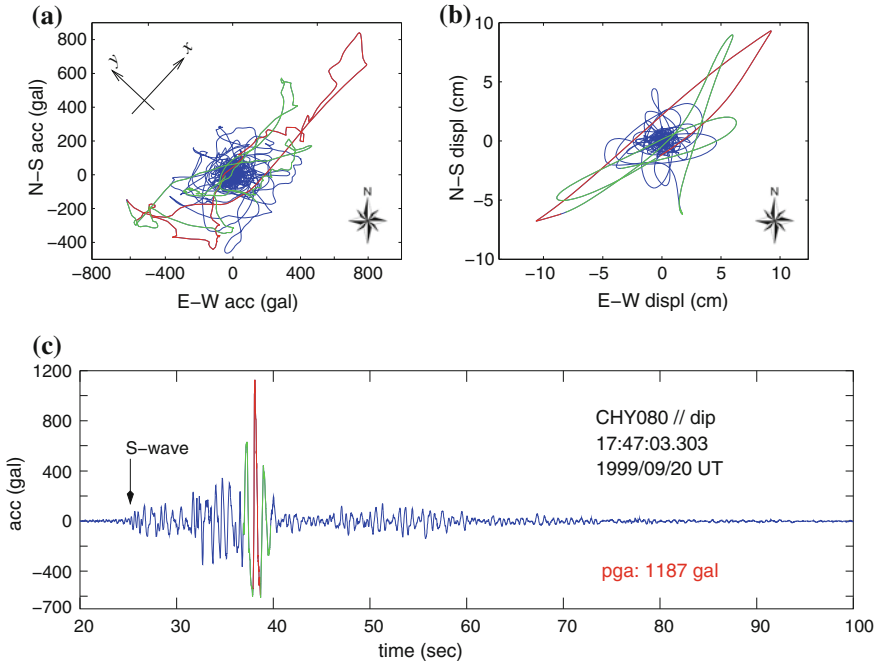 (a)
800
600
400
200
0
−200
−400
−800
−400
0
400
800
N−S acc (gal)
E−W acc (gal)
y
x
N
(b)
10
5
0
−5
−10
−10
−5
0
5
10
N−S displ (cm)
E−W displ (cm)
N
(c)
1200
800
400
0
−400
−700
20
30
40
50
60
70
80
90
100
acc (gal)
time (sec)
S−wave
CHY080 // dip
17:47:03.303
1999/09/20 UT
pga: 1187 gal